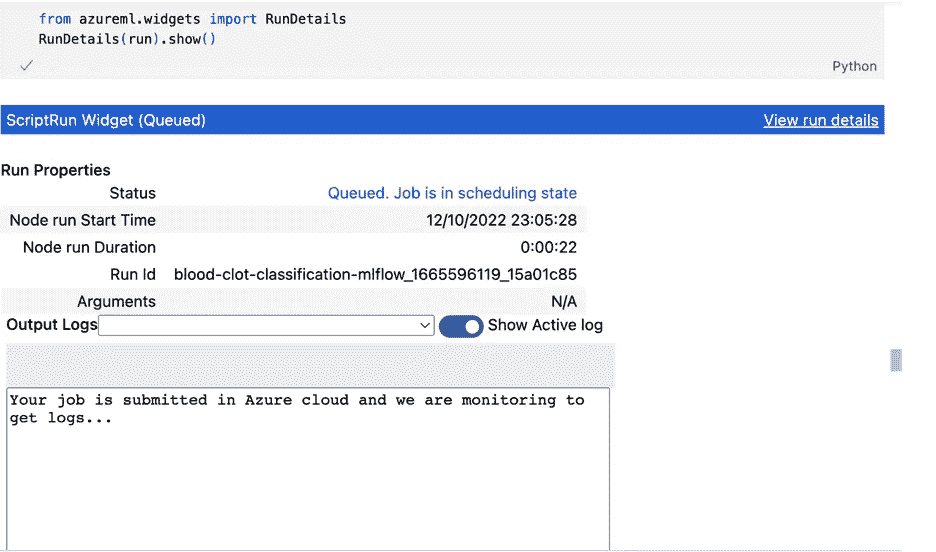 from azureml.widgets import RunDetails
RunDetails(run).show()
Python
ScriptRun Widget (Queued) View run details
Run Properties
Status Queued. Job is in scheduling state
Node run Start Time 12/10/2022 23:05:28
Node run Duration 0:00:22
Run Id blood-clot-classification-mlflow_1665596119_15a01c85
Arguments N/A
Output Logs Show Active log
Your job is submitted in Azure cloud and we are monitoring to
get logs...